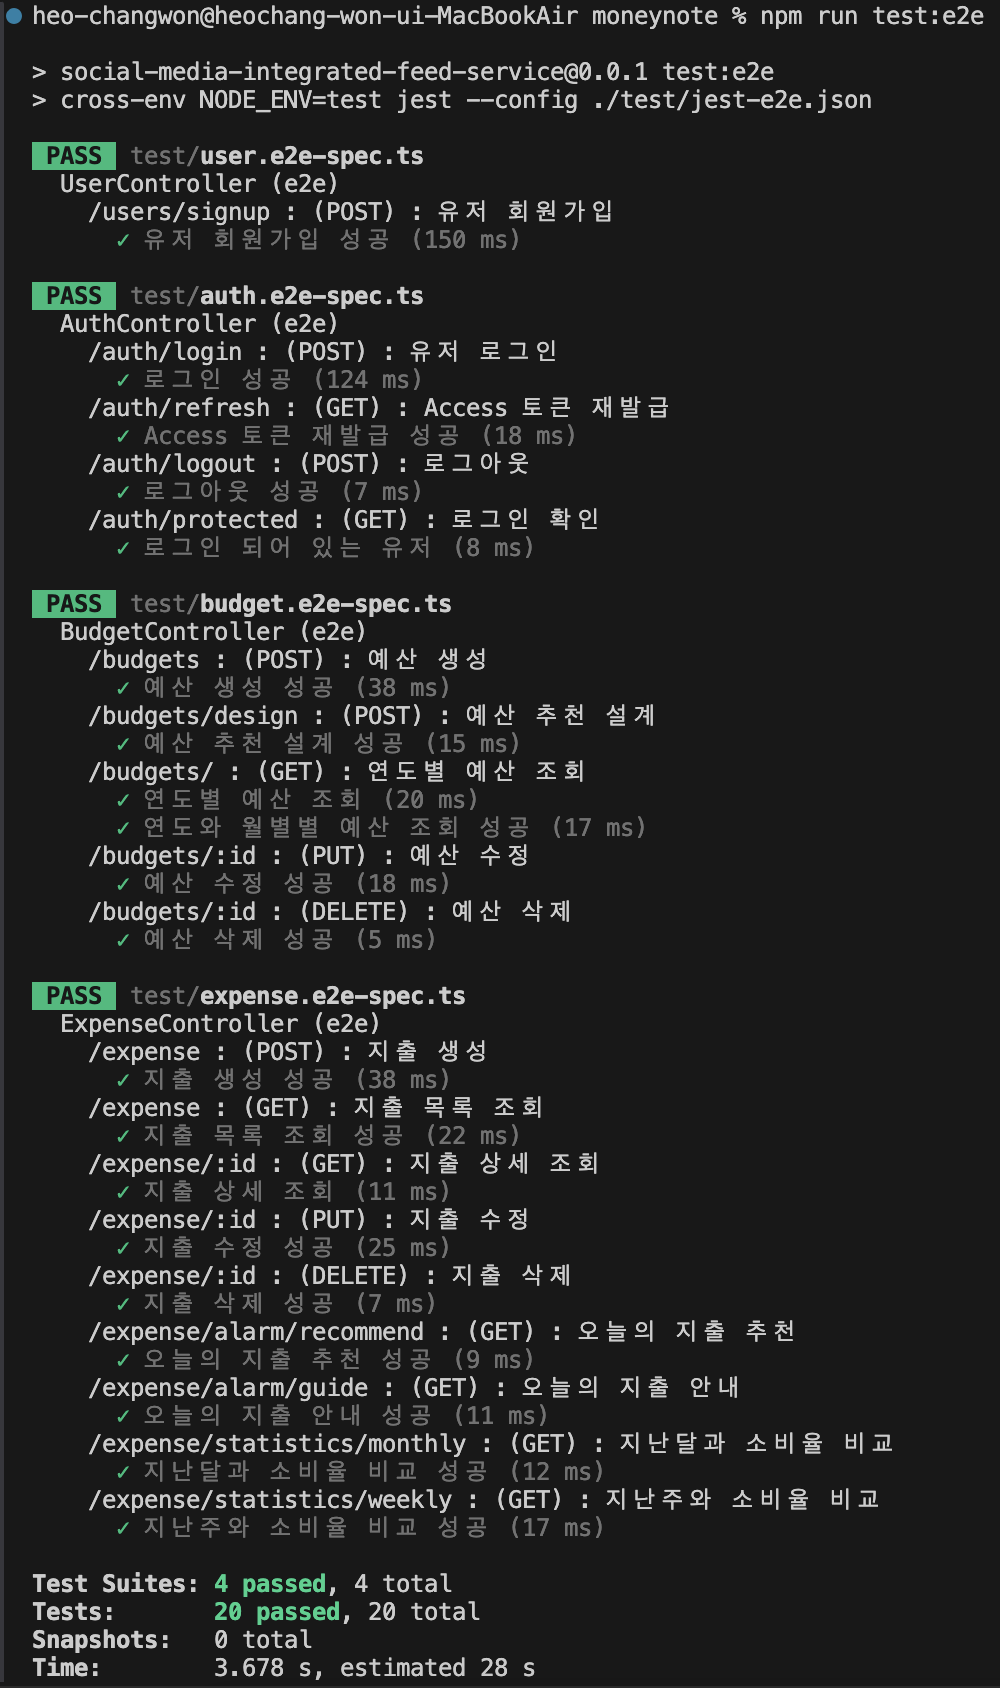 heo-changwon@heochang-won-ui-MacBookAir moneynote % npm run test:e2e
> social-media-integrated-feed-service@0.0.1 test:e2e
> cross-env NODE_ENV=test jest --config ./test/jest-e2e.json
PASS test/user.e2e-spec.ts
UserController (e2e)
/users/signup : (POST) : 유저 회원가입
✓ 유저 회원가입 성공 (150 ms)
PASS test/auth.e2e-spec.ts
AuthController (e2e)
/auth/login : (POST) : 유저 로그인
✓ 로그인 성공 (124 ms)
/auth/refresh : (GET) : Access 토큰 재발급
✓ Access 토큰 재발급 성공 (18 ms)
/auth/logout : (POST) : 로그아웃
✓ 로그아웃 성공 (7 ms)
/auth/protected : (GET) : 로그인 확인
✓ 로그인 되어 있는 유저 (8 ms)
PASS test/budget.e2e-spec.ts
BudgetController (e2e)
/budgets : (POST) : 예산 생성
✓ 예산 생성 성공 (38 ms)
/budgets/design : (POST) : 예산 추천 설계
✓ 예산 추천 설계 성공 (15 ms)
/budgets/ : (GET) : 연도별 예산 조회
✓ 연도별 예산 조회 (20 ms)
✓ 연도와 월별별 예산 조회 성공 (17 ms)
/budgets/:id : (PUT) : 예산 수정
✓ 예산 수정 성공 (18 ms)
/budgets/:id : (DELETE) : 예산 삭제
✓ 예산 삭제 성공 (5 ms)
PASS test/expense.e2e-spec.ts
ExpenseController (e2e)
/expense : (POST) : 지출 생성
✓ 지출 생성 성공 (38 ms)
/expense : (GET) : 지출 목록 조회
✓ 지출 목록 조회 성공 (22 ms)
/expense/:id : (GET) : 지출 상세 조회
✓ 지출 상세 조회 (11 ms)
/expense/:id : (PUT) : 지출 수정
✓ 지출 수정 성공 (25 ms)
/expense/:id : (DELETE) : 지출 삭제
✓ 지출 삭제 성공 (7 ms)
/expense/alarm/recommend : (GET) : 오늘의 지출 추천
✓ 오늘의 지출 추천 성공 (9 ms)
/expense/alarm/guide : (GET) : 오늘의 지출 안내
✓ 오늘의 지출 안내 성공 (11 ms)
/expense/statistics/monthly : (GET) : 지난달과 소비율 비교
✓ 지난달과 소비율 비교 성공 (12 ms)
/expense/statistics/weekly : (GET) : 지난주와 소비율 비교
✓ 지난주와 소비율 비교 성공 (17 ms)
Test Suites: 4 passed, 4 total
Tests: 20 passed, 20 total
Snapshots: 0 total
Time: 3.678 s, estimated 28 s